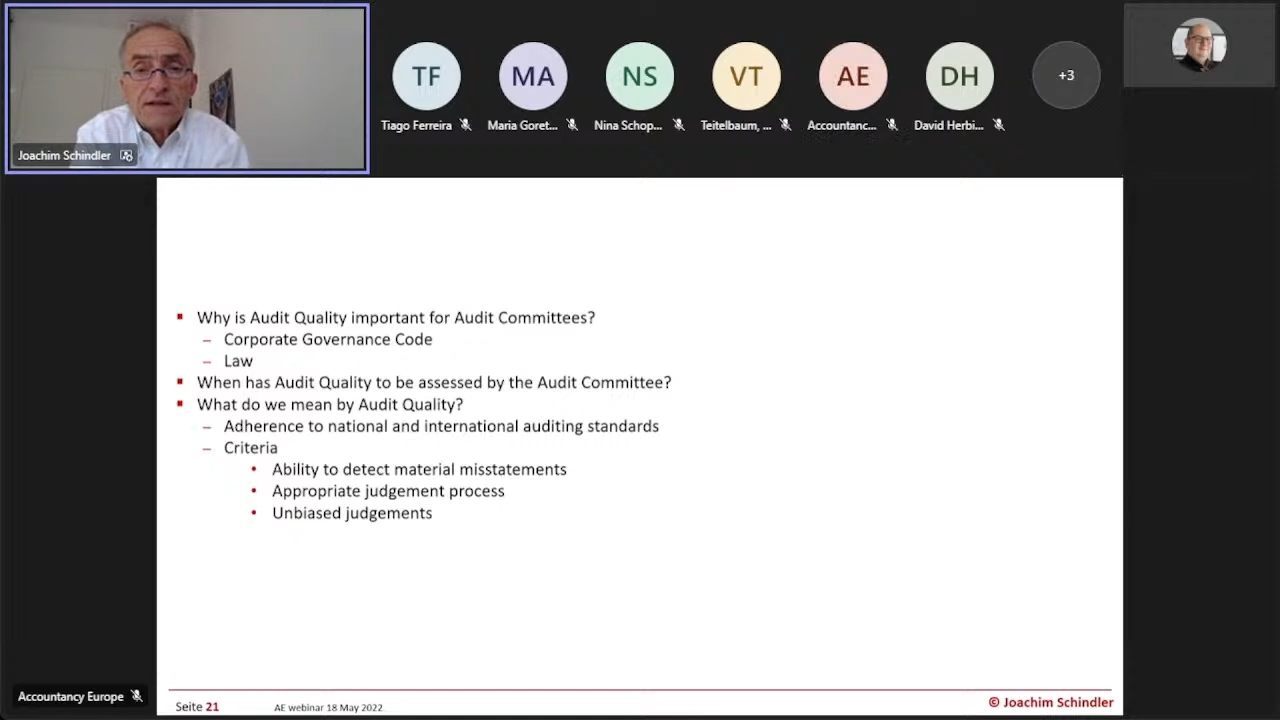 TF
MA
NS
VT
AE
DH
+3
Tiago Ferreira
Maria Goret...
Nina Schop...
Teitelbaum, ...
Accountanc...
David Herbi...
Joachim Schindler
▪ Why is Audit Quality important for Audit Committees?
– Corporate Governance Code
– Law
▪ When has Audit Quality to be assessed by the Audit Committee?
▪ What do we mean by Audit Quality?
– Adherence to national and international auditing standards
– Criteria
• Ability to detect material misstatements
• Appropriate judgement process
• Unbiased judgements
Accountancy Europe
Seite 21
AE webinar 18 May 2022
© Joachim Schindler